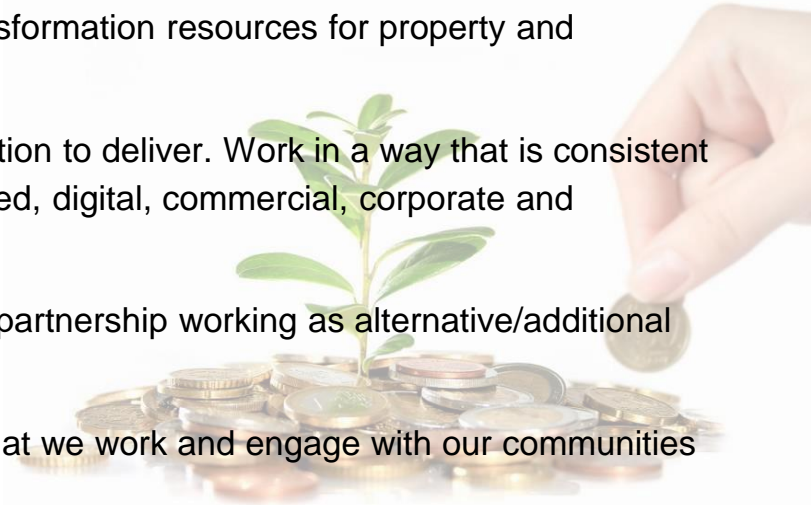 sformation resources for property and
tion to deliver. Work in a way that is consistent
ed, digital, commercial, corporate and
partnership working as alternative/additional
at we work and engage with our communities